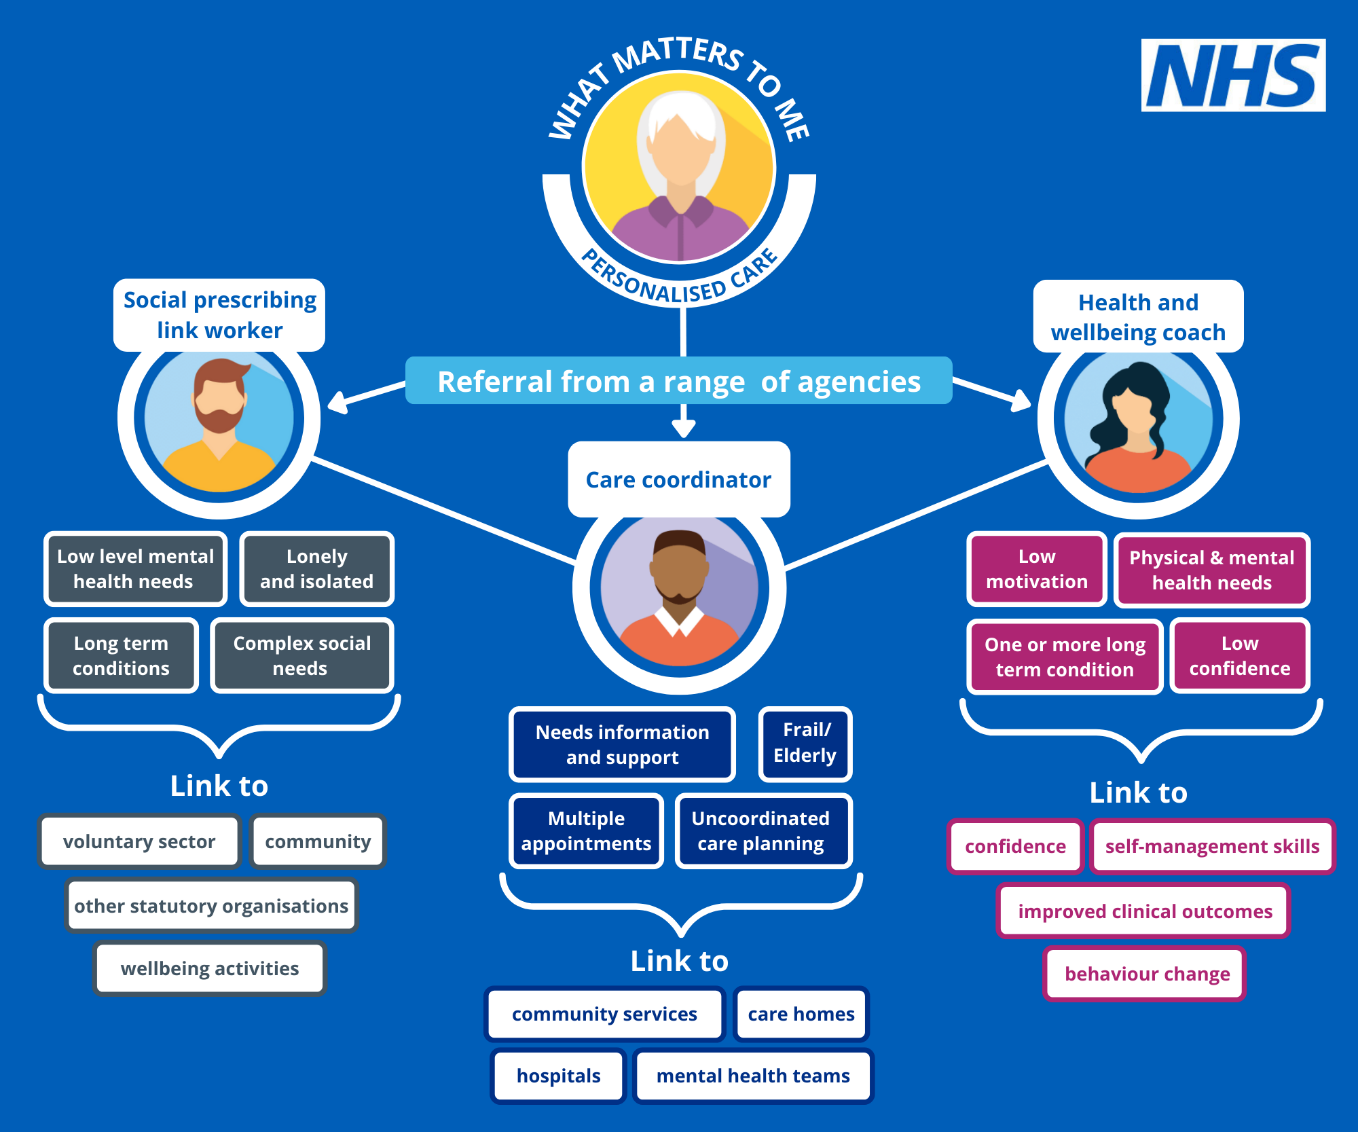 WHAT MATTERS TO ME
NHS
PERSONALISED CARE
Referral from a range of agencies
Social prescribing
link worker
Low level mental
health needs
Lonely
and isolated
Long term
conditions
Complex social
needs
Link to
voluntary sector
community
other statutory organisations
wellbeing activities
Care coordinator
Needs information
and support
Frail/
Elderly
Multiple
appointments
Uncoordinated
care planning
Link to
community services
care homes
hospitals
mental health teams
Health and
wellbeing coach
Low
motivation
Physical & mental
health needs
One or more long
term condition
Low
confidence
Link to
confidence
self-management skills
improved clinical outcomes
behaviour change